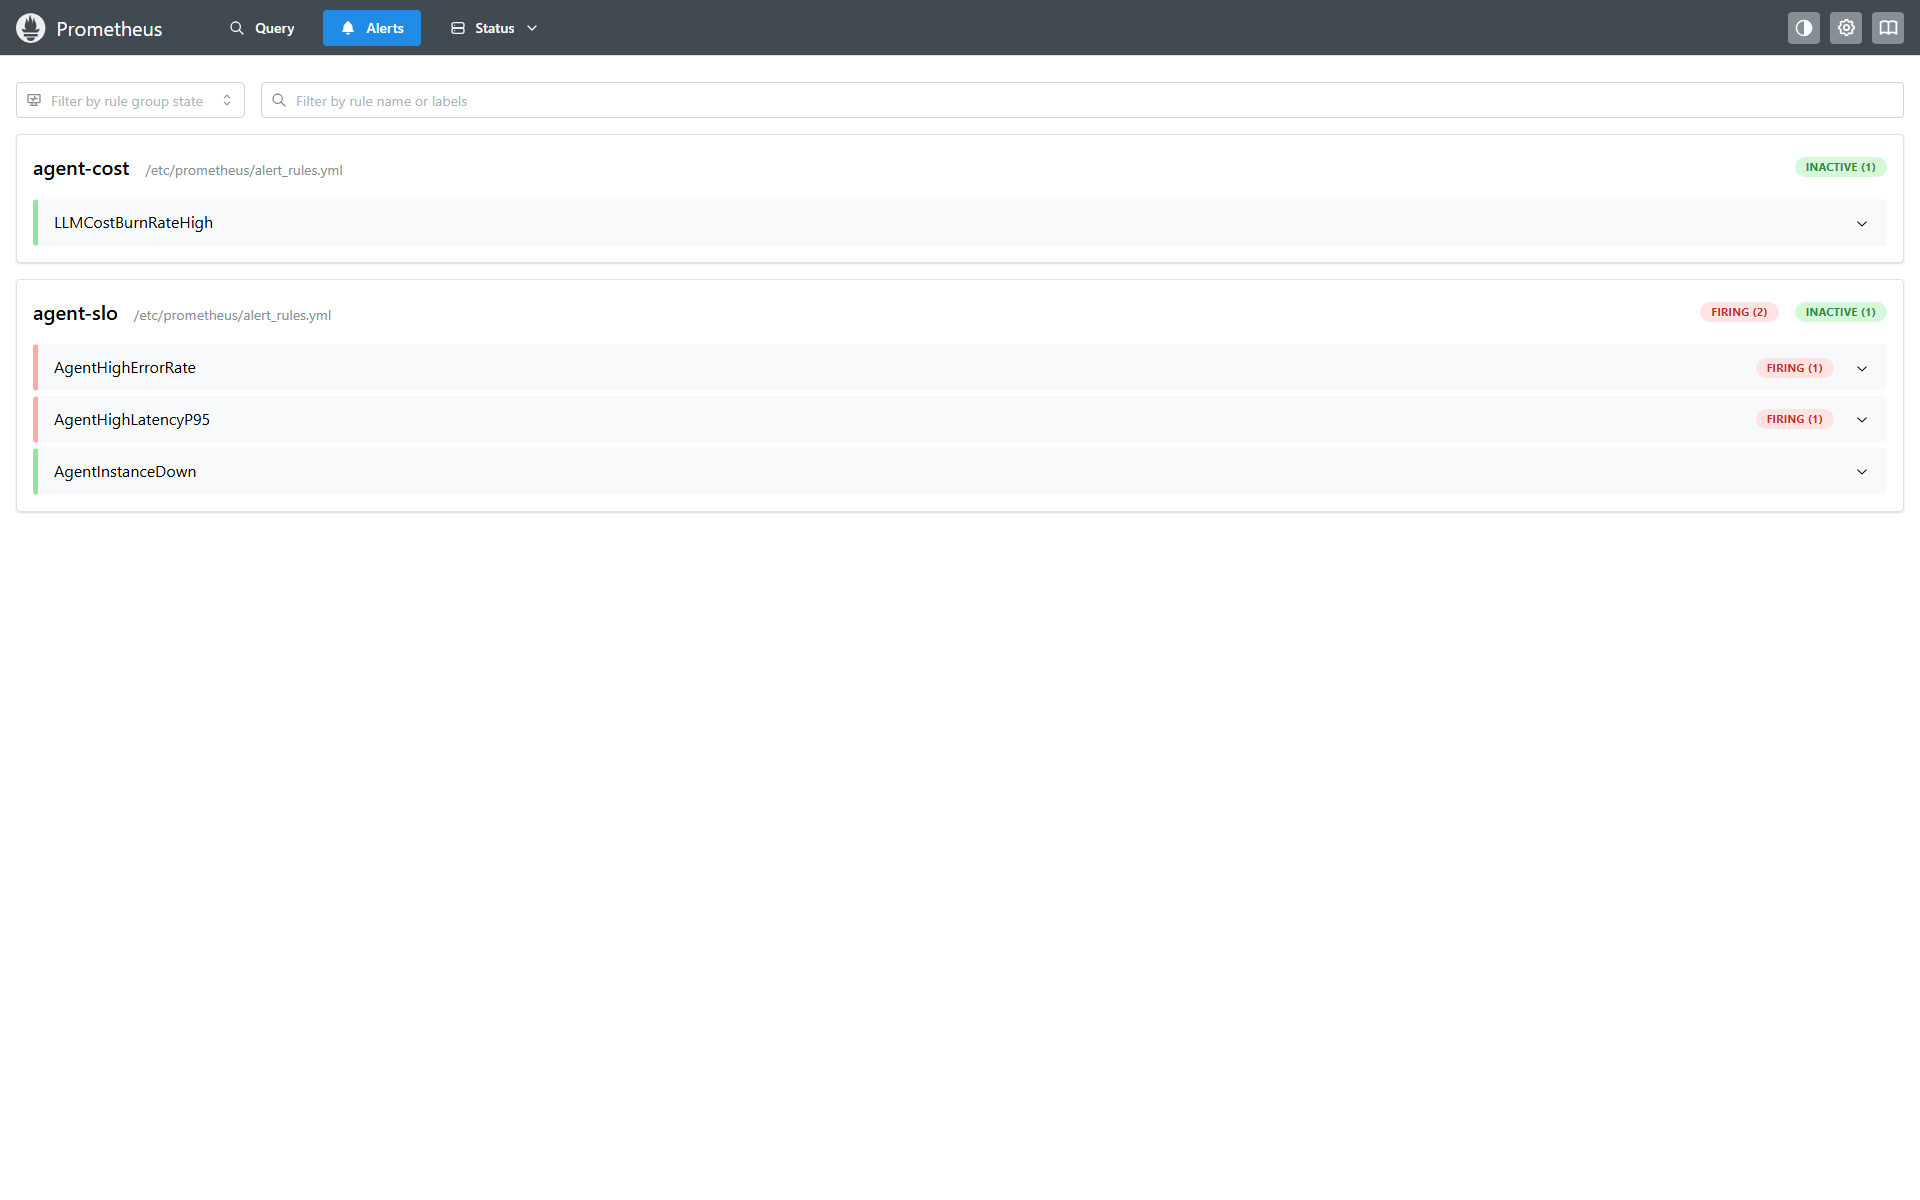 Prometheus
Query
Alerts
Status
Filter by rule group state
Filter by rule name or labels
agent-cost /etc/prometheus/alert_rules.yml INACTIVE (1)
LLMCostBurnRateHigh
agent-slo /etc/prometheus/alert_rules.yml FIRING (2) INACTIVE (1)
AgentHighErrorRate FIRING (1)
AgentHighLatencyP95 FIRING (1)
AgentInstanceDown